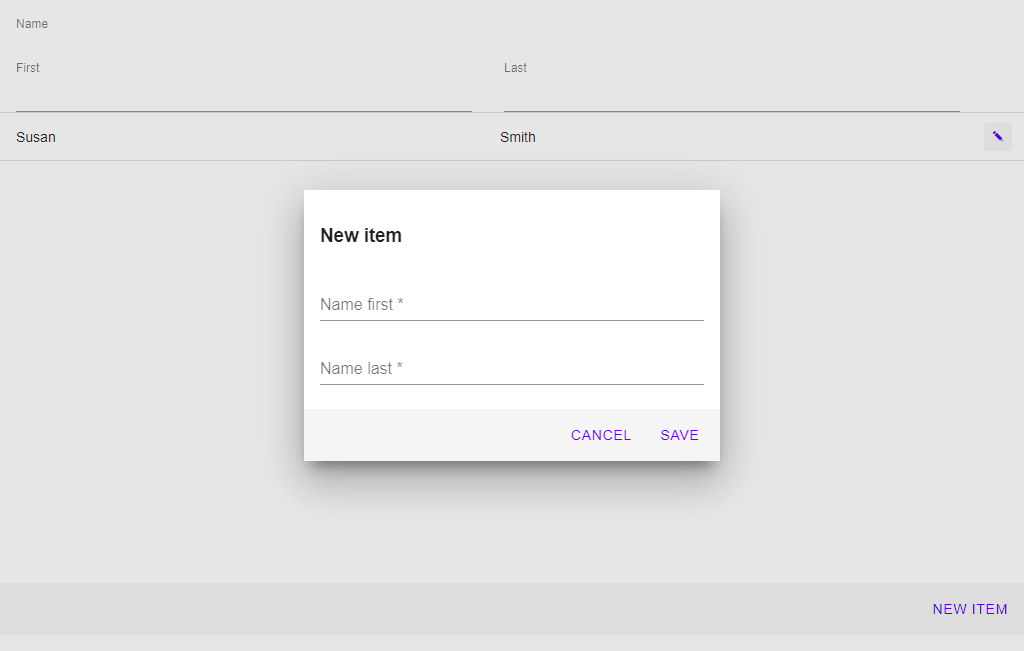 Name
First Last
Susan Smith
New item
Name first *
Name last *
CANCEL SAVE
NEW ITEM